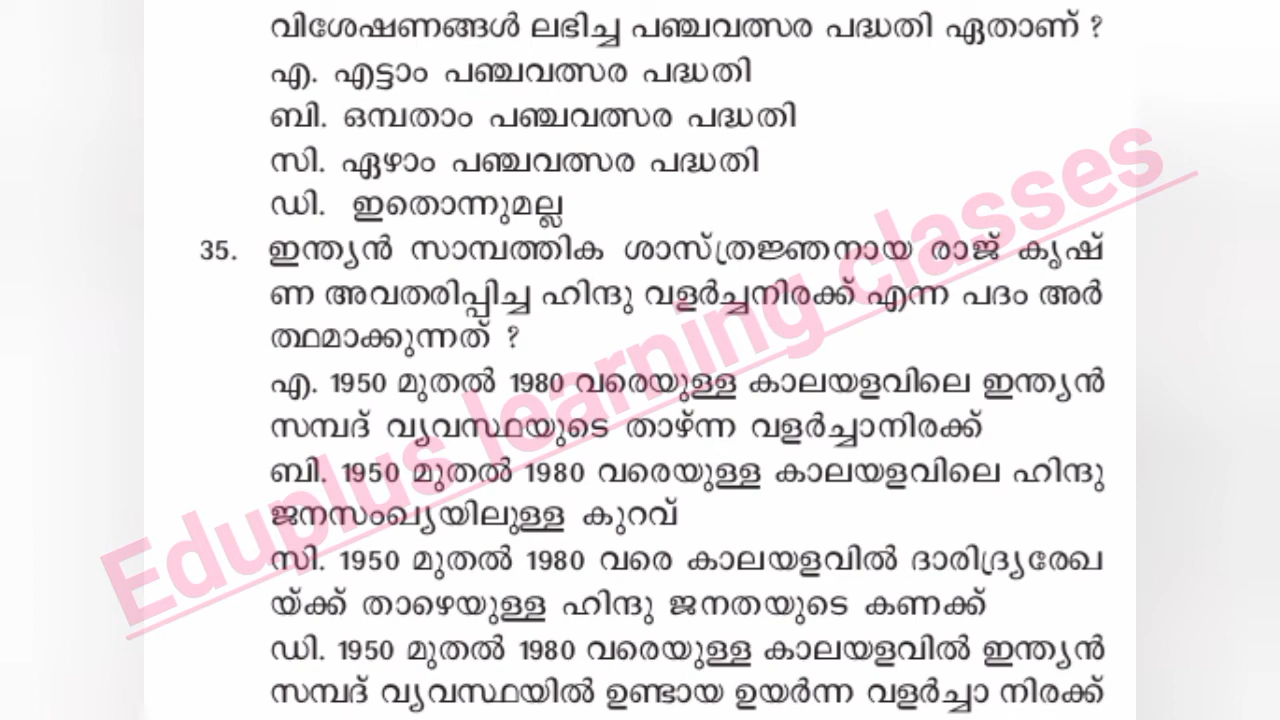 വിശേഷണങ്ങൾ ലഭിച്ച പഞ്ചവത്സര പദ്ധതി ഏതാണ് ?
എ. എട്ടാം പഞ്ചവത്സര പദ്ധതി
ബി. ഒമ്പതാം പഞ്ചവത്സര പദ്ധതി
സി. ഏഴാം പഞ്ചവത്സര പദ്ധതി
ഡി. ഇതൊന്നുമല്ല
35. ഇന്ത്യൻ സാമ്പത്തിക ശാസ്ത്രജ്ഞനായ രാജ് കൃഷ്
ണ അവതരിപ്പിച്ച ഹിന്ദു വളർച്ചനിരക്ക് എന്ന പദം അർ
ത്ഥമാക്കുന്നത് ?
എ. 1950 മുതൽ 1980 വരെയുള്ള കാലയളവിലെ ഇന്ത്യൻ
സമ്പദ് വ്യവസ്ഥയുടെ താഴ്ന്ന വളർച്ചാനിരക്ക്
ബി. 1950 മുതൽ 1980 വരെയുള്ള കാലയളവിലെ ഹിന്ദു
ജനസംഖ്യയിലുള്ള കുറവ്
സി. 1950 മുതൽ 1980 വരെ കാലയളവിൽ ദാരിദ്ര്യരേഖ
യ്ക്ക് താഴെയുള്ള ഹിന്ദു ജനതയുടെ കണക്ക്
ഡി. 1950 മുതൽ 1980 വരെയുള്ള കാലയളവിൽ ഇന്ത്യൻ
സമ്പദ് വ്യവസ്ഥയിൽ ഉണ്ടായ ഉയർന്ന വളർച്ചാ നിരക്ക്
Eduplus learning classes